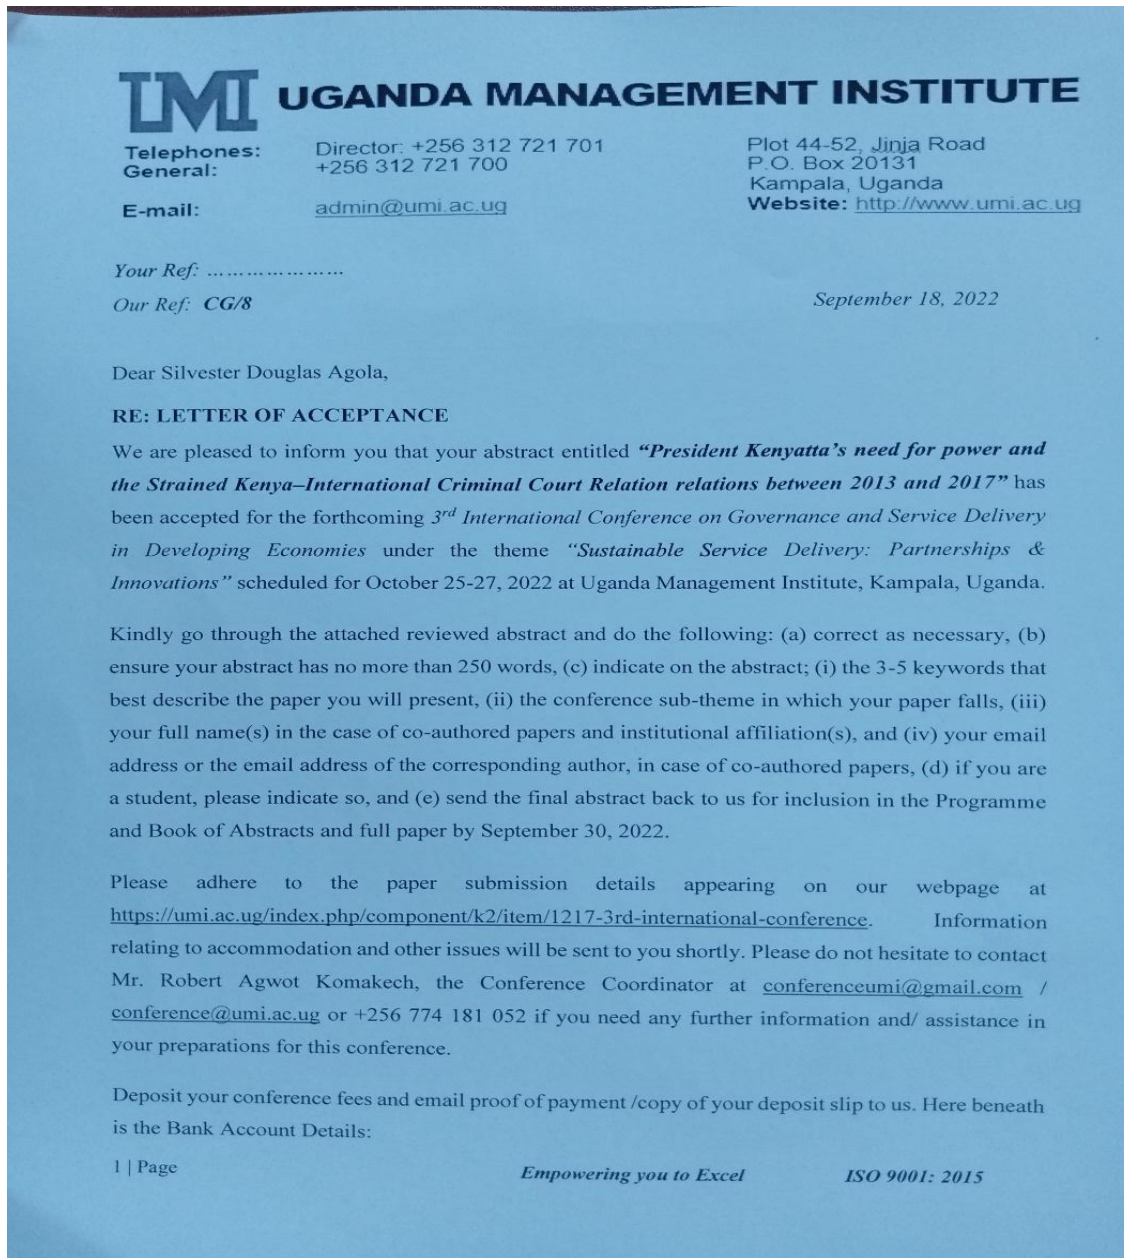 UMI UGANDA MANAGEMENT INSTITUTE
Telephones: Director: +256 312 721 701
General: +256 312 721 700
E-mail: admin@umi.ac.ug
Plot 44-52, Jinja Road
P.O. Box 20131
Kampala, Uganda
Website: http://www.umi.ac.ug
Your Ref: .....................
Our Ref: CG/8
September 18, 2022
Dear Silvester Douglas Agola,
RE: LETTER OF ACCEPTANCE
We are pleased to inform you that your abstract entitled “President Kenyatta’s need for power and
the Strained Kenya–International Criminal Court Relation relations between 2013 and 2017” has
been accepted for the forthcoming 3rd International Conference on Governance and Service Delivery
in Developing Economies under the theme “Sustainable Service Delivery: Partnerships &
Innovations” scheduled for October 25-27, 2022 at Uganda Management Institute, Kampala, Uganda.
Kindly go through the attached reviewed abstract and do the following: (a) correct as necessary, (b)
ensure your abstract has no more than 250 words, (c) indicate on the abstract; (i) the 3-5 keywords that
best describe the paper you will present, (ii) the conference sub-theme in which your paper falls, (iii)
your full name(s) in the case of co-authored papers and institutional affiliation(s), and (iv) your email
address or the email address of the corresponding author, in case of co-authored papers, (d) if you are
a student, please indicate so, and (e) send the final abstract back to us for inclusion in the Programme
and Book of Abstracts and full paper by September 30, 2022.
Please adhere to the paper submission details appearing on our webpage at
https://umi.ac.ug/index.php/component/k2/item/1217-3rd-international-conference. Information
relating to accommodation and other issues will be sent to you shortly. Please do not hesitate to contact
Mr. Robert Agwot Komakech, the Conference Coordinator at conferenceumi@gmail.com /
conference@umi.ac.ug or +256 774 181 052 if you need any further information and/ assistance in
your preparations for this conference.
Deposit your conference fees and email proof of payment /copy of your deposit slip to us. Here beneath
is the Bank Account Details:
1 | Page
Empowering you to Excel
ISO 9001: 2015